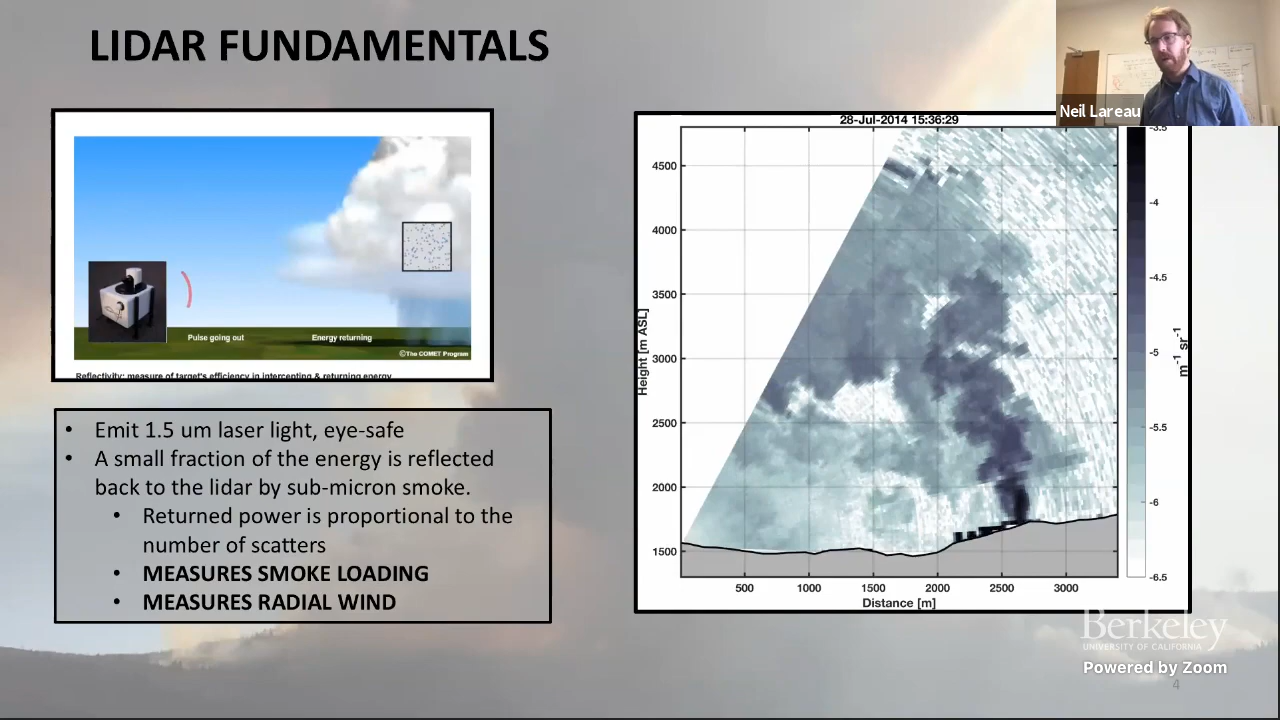 LIDAR FUNDAMENTALS
Neil Lareau
Pulse going out
Energy returning
©The COMET Program
Reflectivity: measure of target's efficiency in intercepting & returning energy
• Emit 1.5 um laser light, eye-safe
• A small fraction of the energy is reflected
back to the lidar by sub-micron smoke.
• Returned power is proportional to the
number of scatters
• MEASURES SMOKE LOADING
• MEASURES RADIAL WIND
28-Jul-2014 15:36:29
Height [m ASL]
4500
4000
3500
3000
2500
2000
1500
500
1000
1500
2000
2500
3000
Distance [m]
-3.5
-4
-4.5
-5
-5.5
-6
-6.5
m⁻¹ sr⁻¹
Berkeley
UNIVERSITY OF CALIFORNIA
Powered by Zoom
4